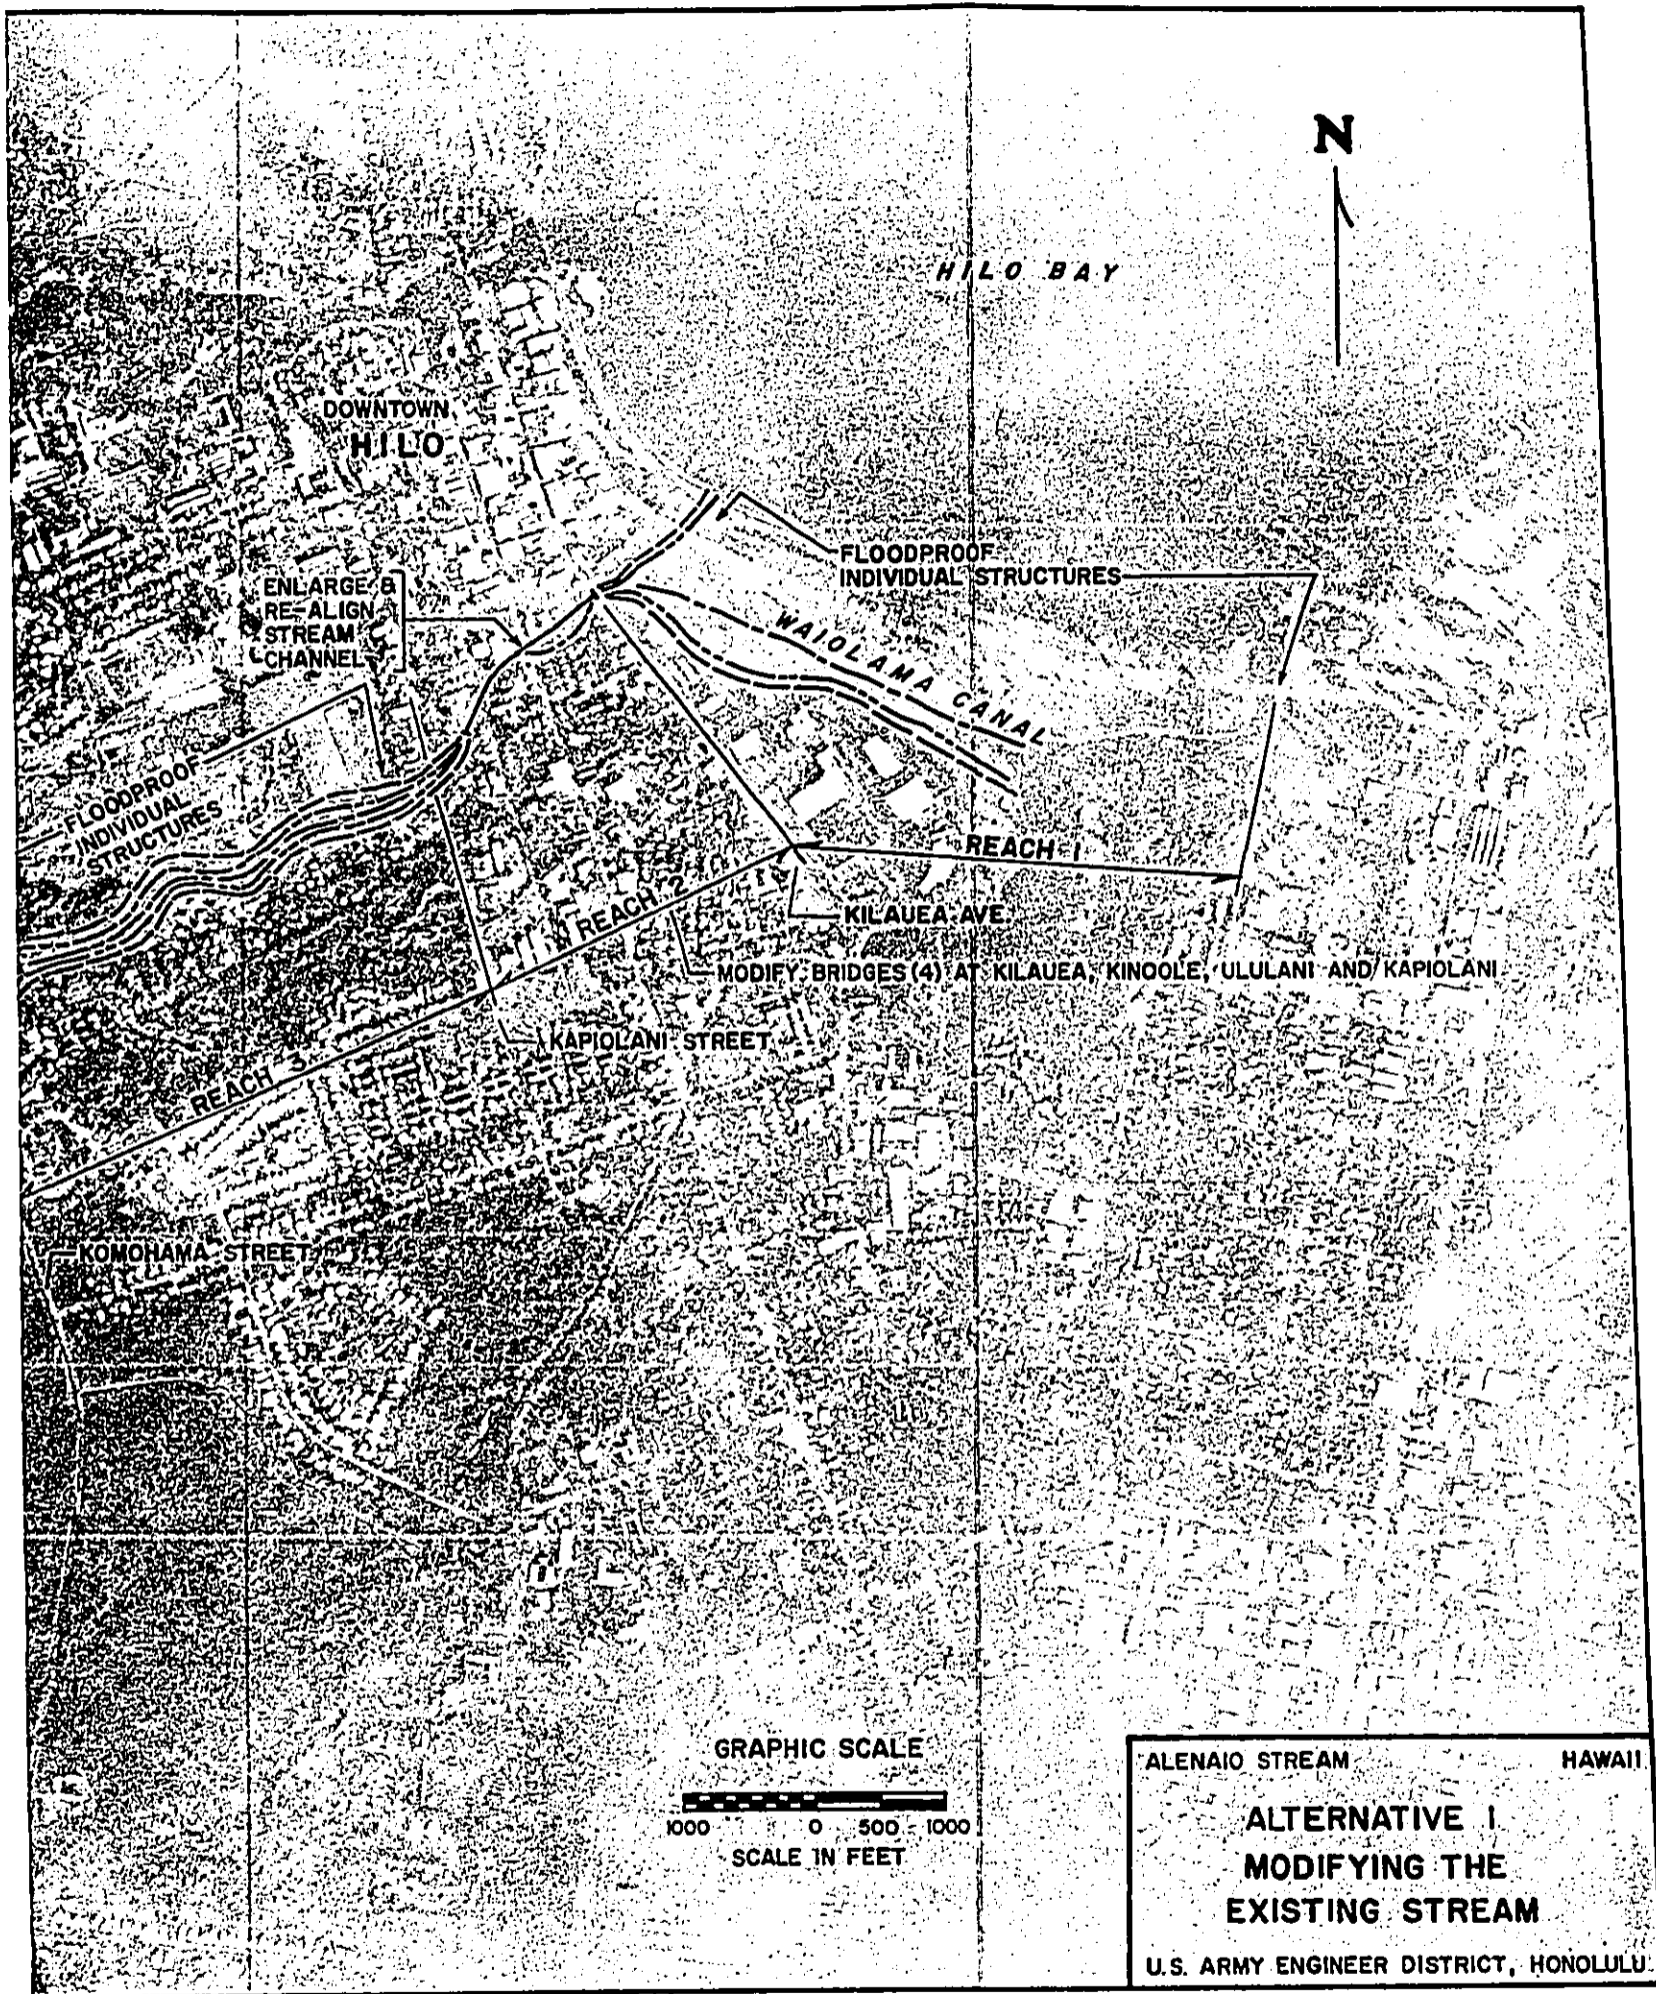 N
HILO BAY
DOWNTOWN
HILO
FLOODPROOF
INDIVIDUAL STRUCTURES
ENLARGE &
RE-ALIGN
STREAM
CHANNEL
WAIOLAMA CANAL
FLOODPROOF
INDIVIDUAL
STRUCTURES
REACH 1
REACH 2
KILAUEA AVE.
MODIFY BRIDGES (4) AT KILAUEA, KINOOLE, ULULANI AND KAPIOLANI
KAPIOLANI STREET
REACH 3
KOMOHAMA STREET
GRAPHIC SCALE
1000 0 500 1000
SCALE IN FEET
ALENAIO STREAM HAWAII
ALTERNATIVE 1
MODIFYING THE
EXISTING STREAM
U.S. ARMY ENGINEER DISTRICT, HONOLULU